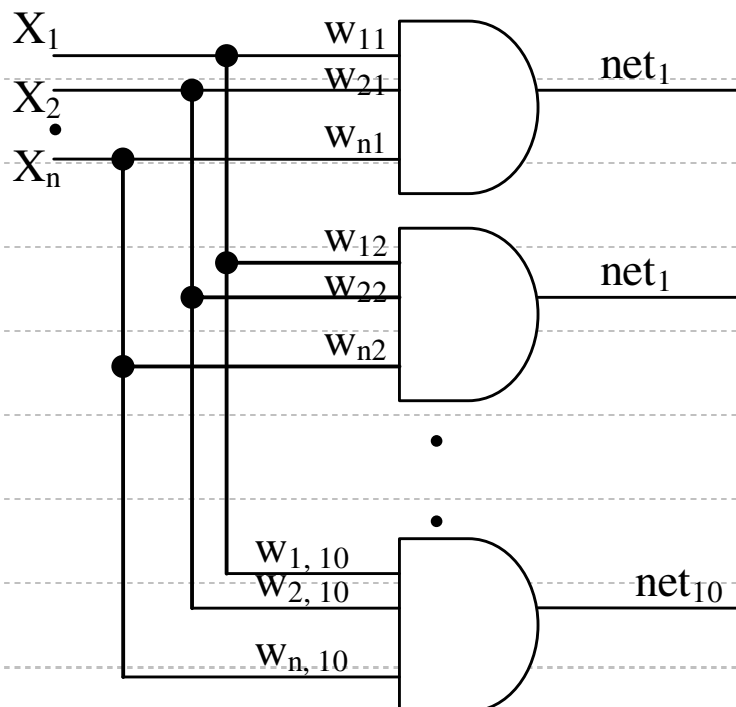 X₁ w₁₁
X₂ w₂₁ net₁
Xₙ wₙ₁
w₁₂
w₂₂ net₁
wₙ₂
w₁, ₁₀
w₂, ₁₀ net₁₀
wₙ, ₁₀